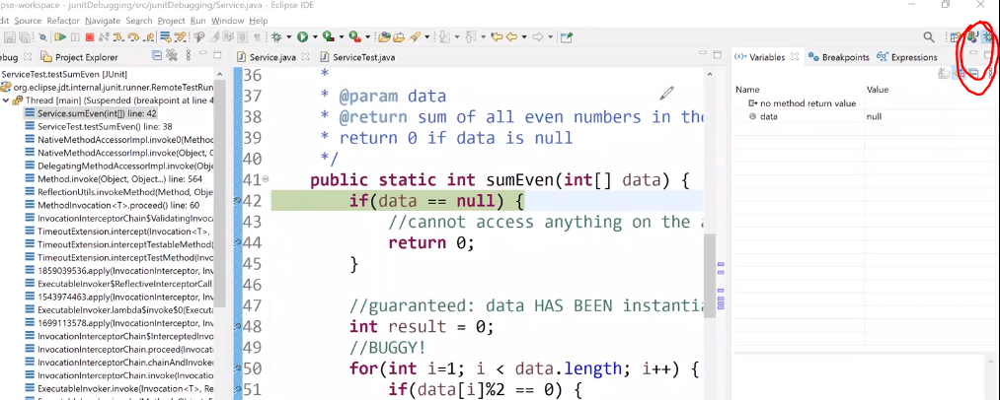 pse-workspace - junitDebugging/src/junitDebugging/Service.java - Eclipse IDE
dit Source Refactor Navigate Search Project Run Window Help
ebug Project Explorer
ServiceTest.testSumEven [JUnit]
org.eclipse.jdt.internal.junit.runner.RemoteTestRun
Thread [main] (Suspended (breakpoint at line 4
Service.sumEven(int[]) line: 42
ServiceTest.testSumEven() line: 38
NativeMethodAccessorImpl.invoke0(Method
NativeMethodAccessorImpl.invoke(Object, C
DelegatingMethodAccessorImpl.invoke(Obje
Method.invoke(Object, Object...) line: 564
ReflectionUtils.invokeMethod(Method, Objec
MethodInvocation<T>.proceed() line: 60
InvocationInterceptorChain$ValidatingInvoca
TimeoutExtension.intercept(Invocation<T>,
TimeoutExtension.interceptTestableMethod(
TimeoutExtension.interceptTestMethod(Invo
1859039536.apply(InvocationInterceptor, Inv
ExecutableInvoker$ReflectiveInterceptorCall
1543974463.apply(InvocationInterceptor, Inv
ExecutableInvoker.lambda$invoke$0(Execut
1699113578.apply(InvocationInterceptor, Inv
InvocationInterceptorChain$InterceptedInvo
InvocationInterceptorChain.proceed(Invocat
InvocationInterceptorChain.chainAndInvoke
InvocationInterceptorChain.invoke(Invocatio
ExecutableInvoker.invoke(Invocation<T>, Re
Service.java ServiceTest.java
36 *
37 * @param data
38 * @return sum of all even numbers in the
39 * return 0 if data is null
40 */
41 public static int sumEven(int[] data) {
42 if(data == null) {
43 //cannot access anything on the a
44 return 0;
45 }
46
47 //guaranteed: data HAS BEEN instantia
48 int result = 0;
49 //BUGGY!
50 for(int i=1; i < data.length; i++) {
51 if(data[i]%2 == 0) {
(x)= Variables Breakpoints Expressions
Name Value
no method return value
data null